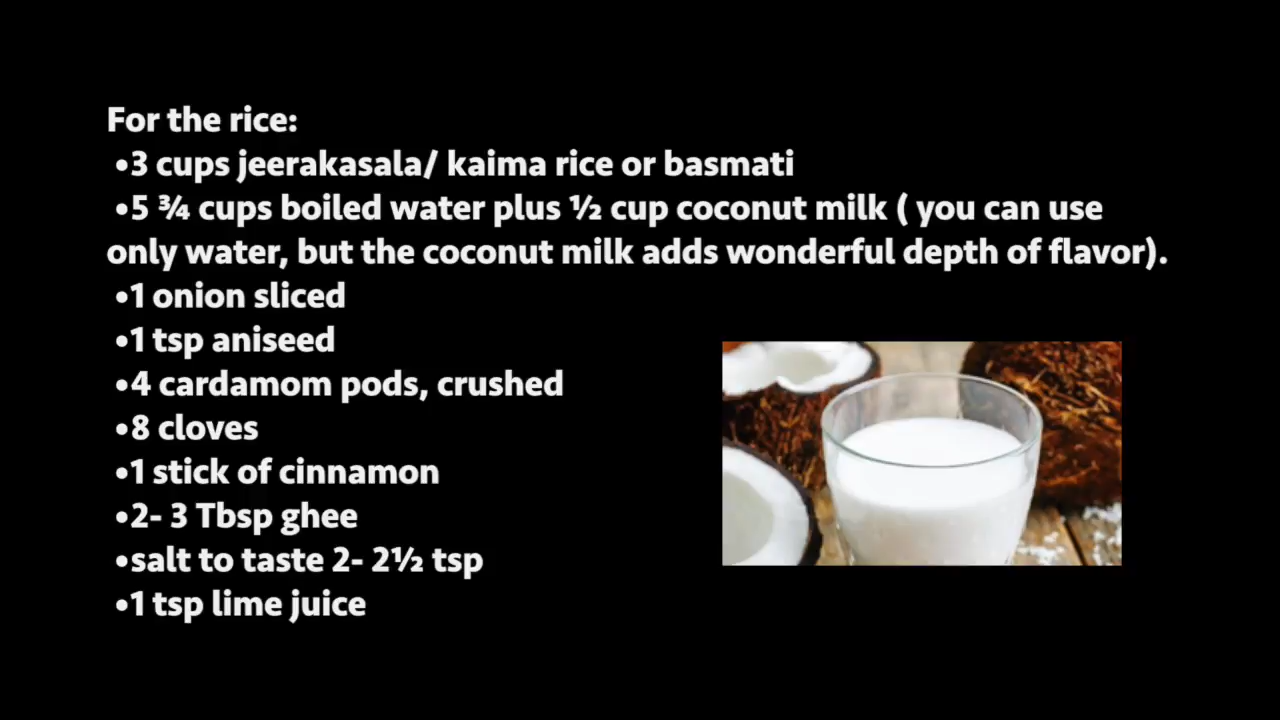 For the rice:
•3 cups jeerakasala/ kaima rice or basmati
•5 ¾ cups boiled water plus ½ cup coconut milk ( you can use
only water, but the coconut milk adds wonderful depth of flavor).
•1 onion sliced
•1 tsp aniseed
•4 cardamom pods, crushed
•8 cloves
•1 stick of cinnamon
•2- 3 Tbsp ghee
•salt to taste 2- 2½ tsp
•1 tsp lime juice